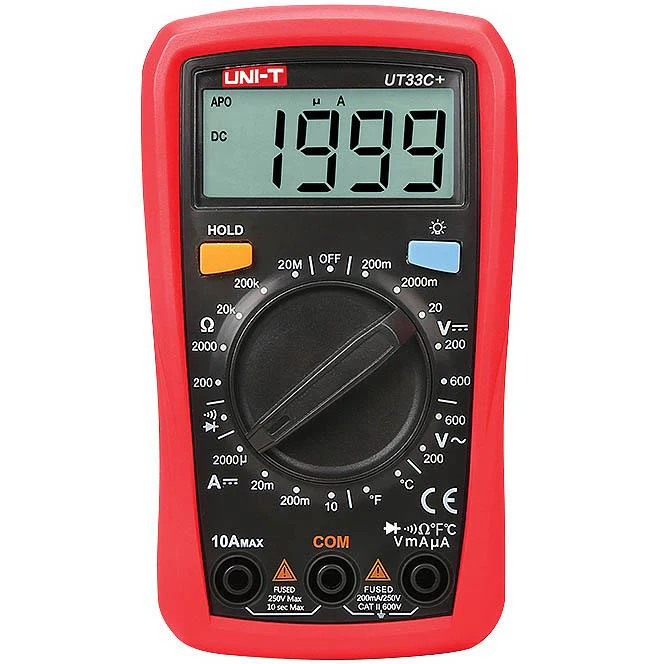 UNI-T
UT33C+
APO
µ A
DC
1999
HOLD
20M
OFF
200m
200k
2000m
20k
20
Ω
V⎓
2000
200
200
600
600
V~
2000µ
200
A⎓
20m
°C
200m
10
°F
CE
Ω°F°C
VmAµA
10AMAX
COM
FUSED
250V Max
10 sec Max
FUSED
200mA/250V
CAT II 600V